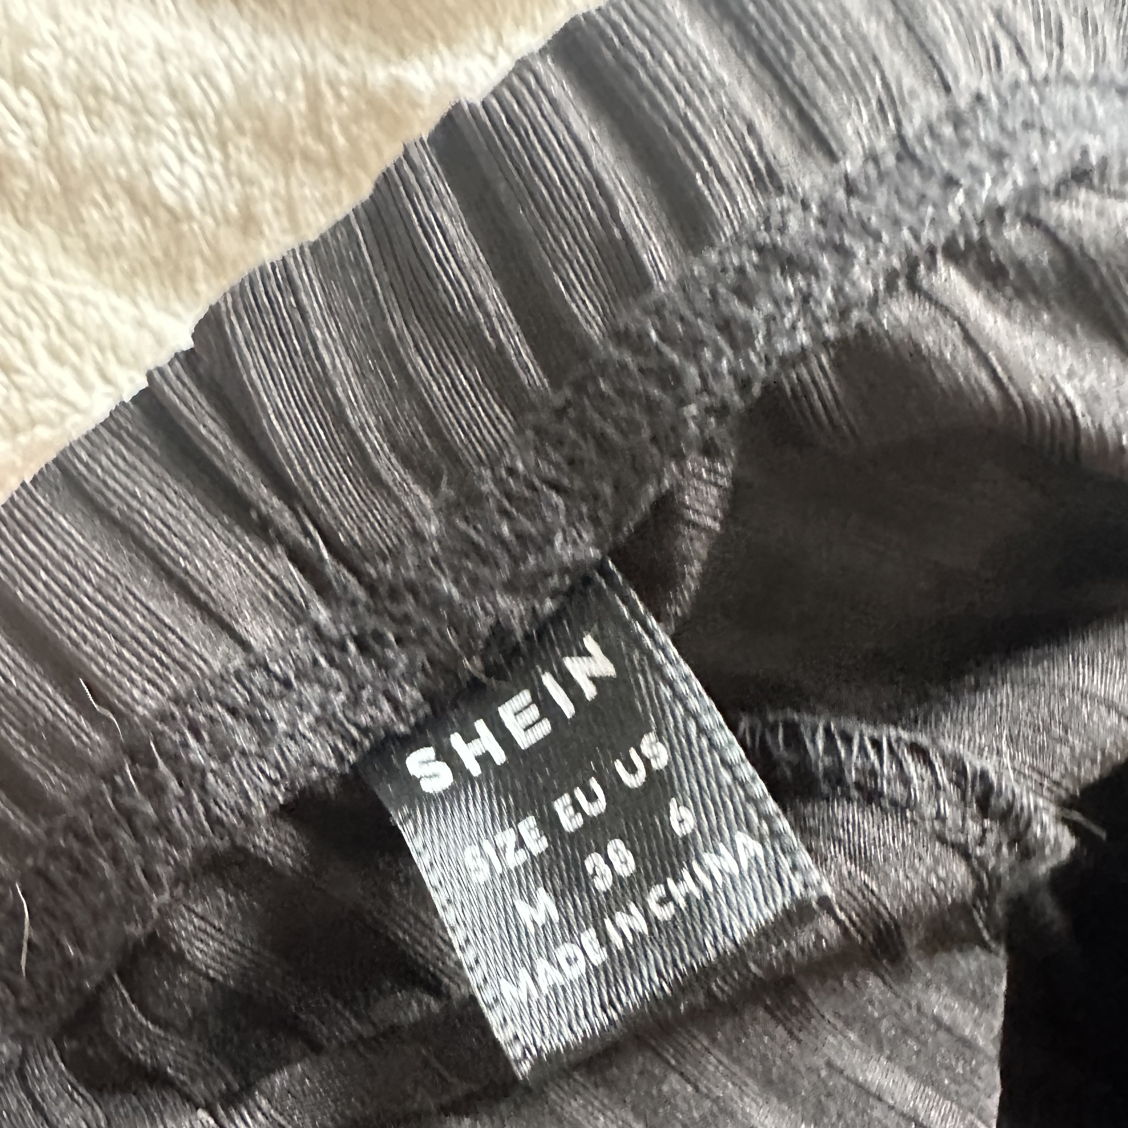 SHEIN
SIZE EU US
M 38 6
MADE IN CHINA